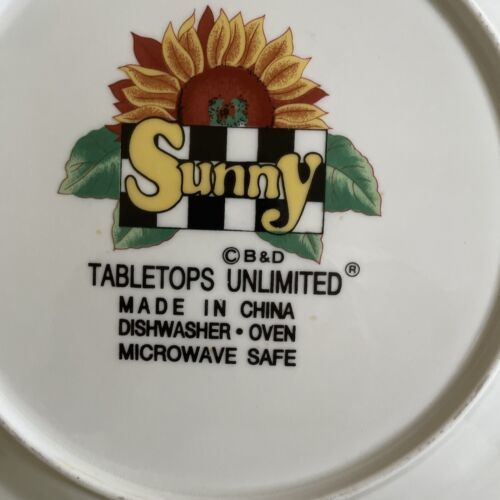 Sunny
© B & D
TABLETOPS UNLIMITED®
MADE IN CHINA
DISHWASHER • OVEN
MICROWAVE SAFE